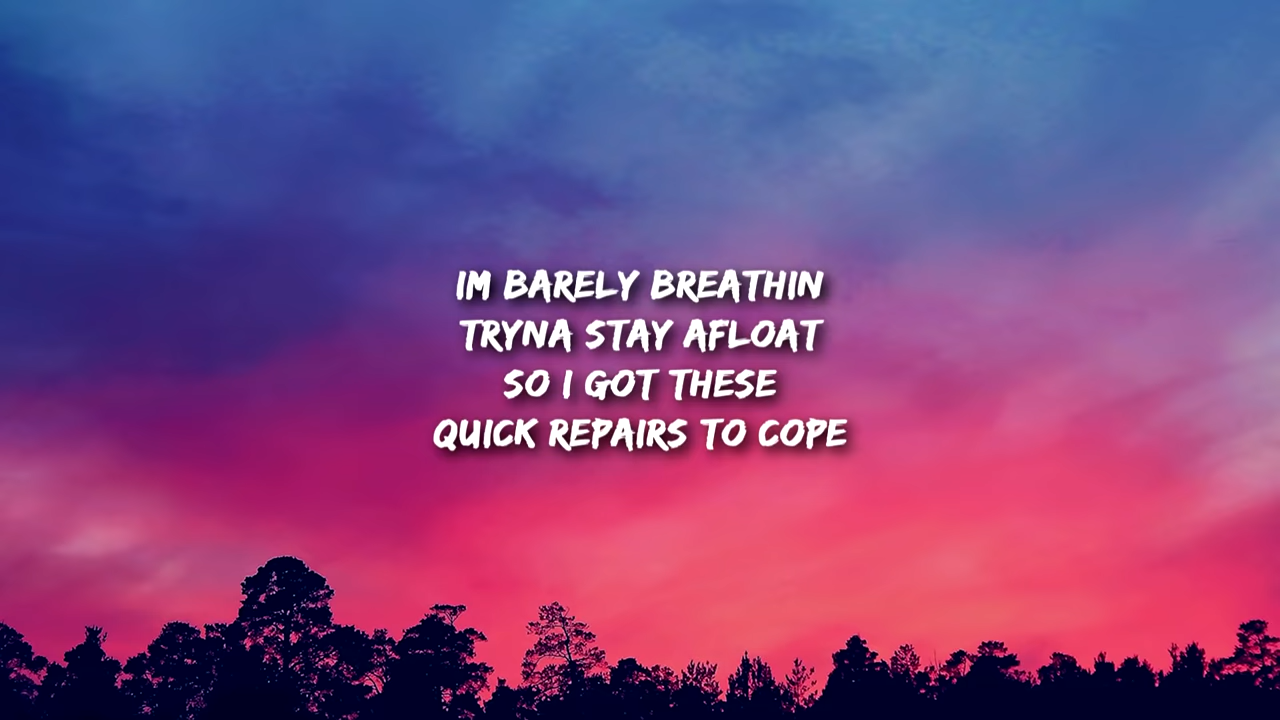 IM BARELY BREATHIN
TRYNA STAY AFLOAT
SO I GOT THESE
QUICK REPAIRS TO COPE